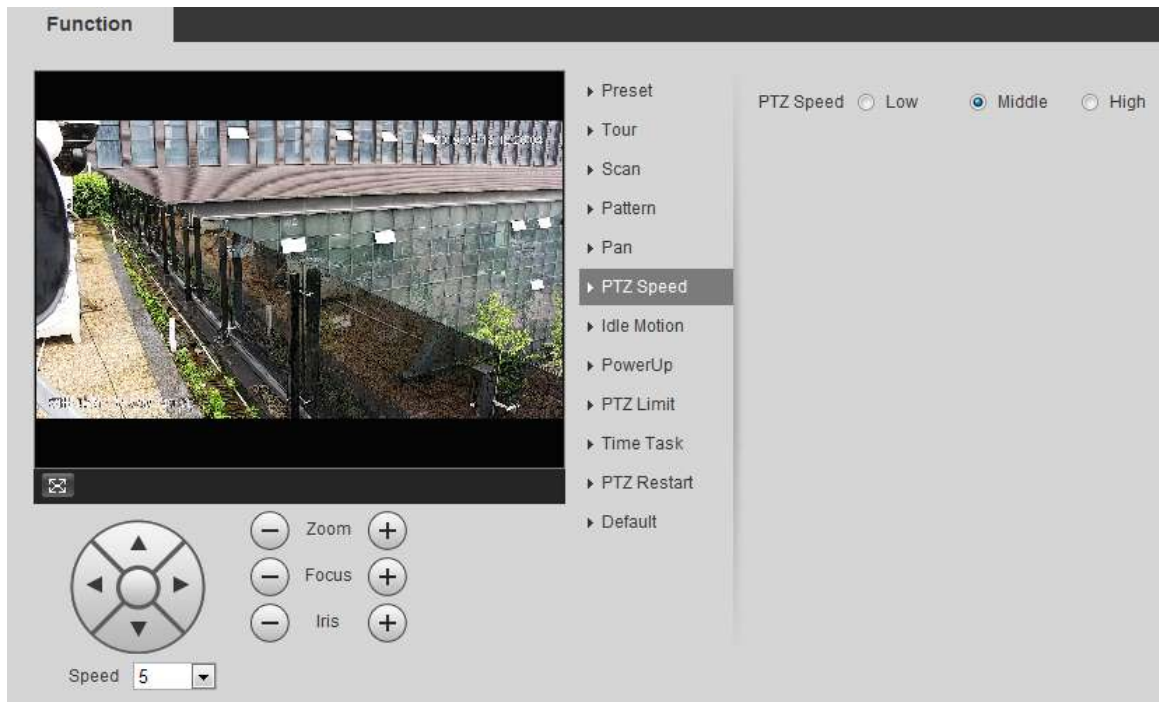 Function
Preset
Tour
Scan
Pattern
Pan
PTZ Speed
Idle Motion
PowerUp
PTZ Limit
Time Task
PTZ Restart
Default
PTZ Speed Low Middle High
Zoom
Focus
Iris
Speed 5